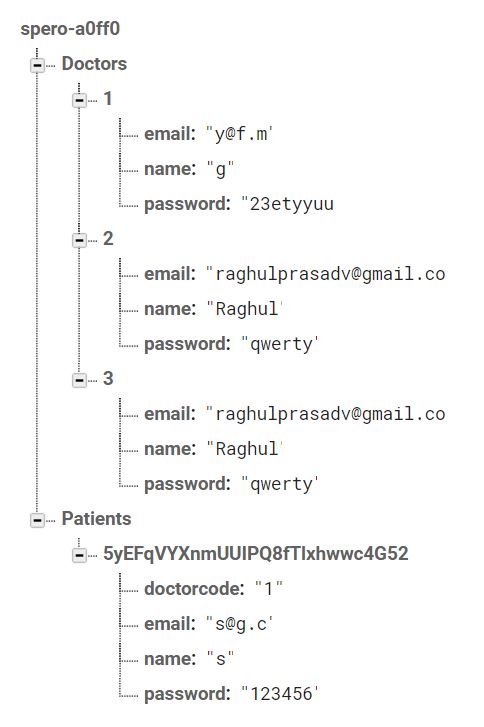 spero-a0ff0
Doctors
1
email: "y@f.m'
name: "g"
password: "23etyyuu
2
email: "raghulprasadv@gmail.co
name: "Raghul'
password: "qwerty'
3
email: "raghulprasadv@gmail.co
name: "Raghul'
password: "qwerty'
Patients
5yEFqVYXnmUUIPQ8fTlxhwwc4G52
doctorcode: "1"
email: "s@g.c'
name: "s"
password: "123456'